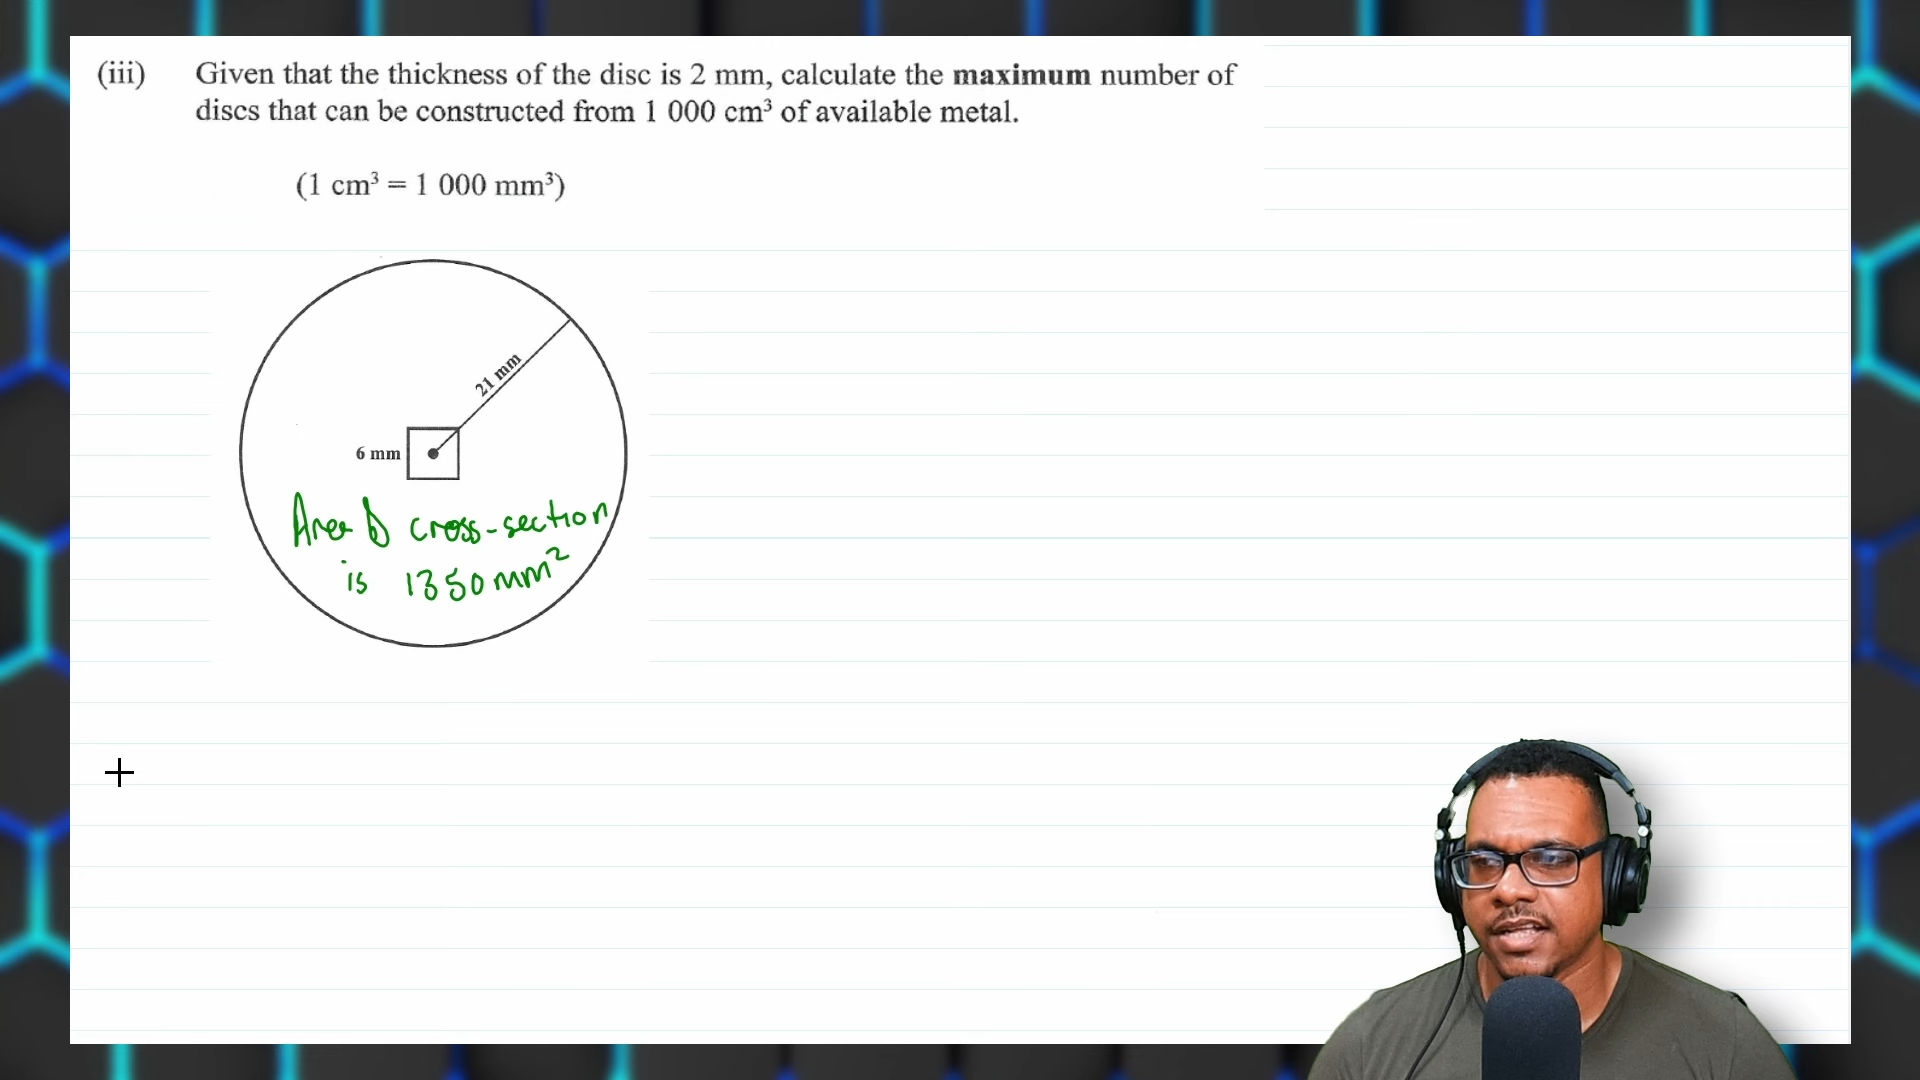 (iii) Given that the thickness of the disc is 2 mm, calculate the maximum number of
discs that can be constructed from 1 000 cm³ of available metal.
(1 cm³ = 1 000 mm³)
21 mm
6 mm
Area of cross-section
is 1350 mm²